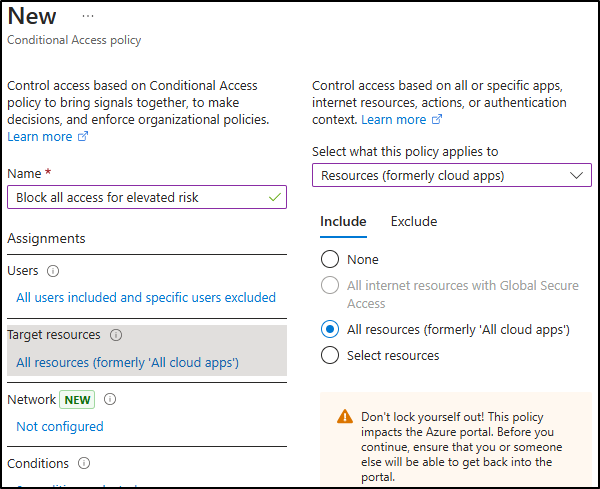 New ...
Conditional Access policy
Control access based on Conditional Access
policy to bring signals together, to make
decisions, and enforce organizational policies.
Learn more
Name *
Block all access for elevated risk
Assignments
Users
All users included and specific users excluded
Target resources
All resources (formerly 'All cloud apps')
Network NEW
Not configured
Conditions
Control access based on all or specific apps,
internet resources, actions, or authentication
context. Learn more
Select what this policy applies to
Resources (formerly cloud apps)
Include Exclude
None
All internet resources with Global Secure
Access
All resources (formerly 'All cloud apps')
Select resources
Don't lock yourself out! This policy
impacts the Azure portal. Before you
continue, ensure that you or someone
else will be able to get back into the
portal.